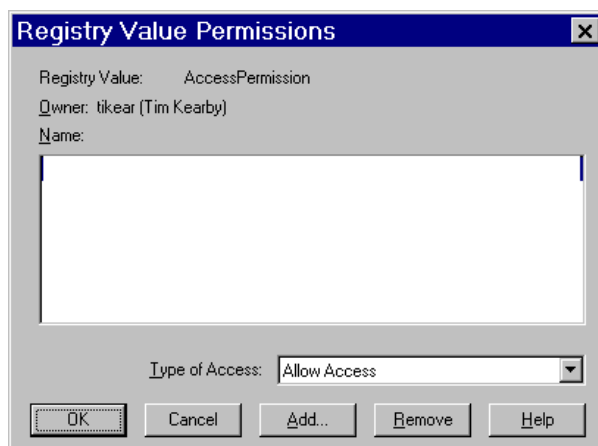 Registry Value Permissions
Registry Value: AccessPermission
Owner: tikear (Tim Kearby)
Name:
Type of Access: Allow Access
OK Cancel Add... Remove Help